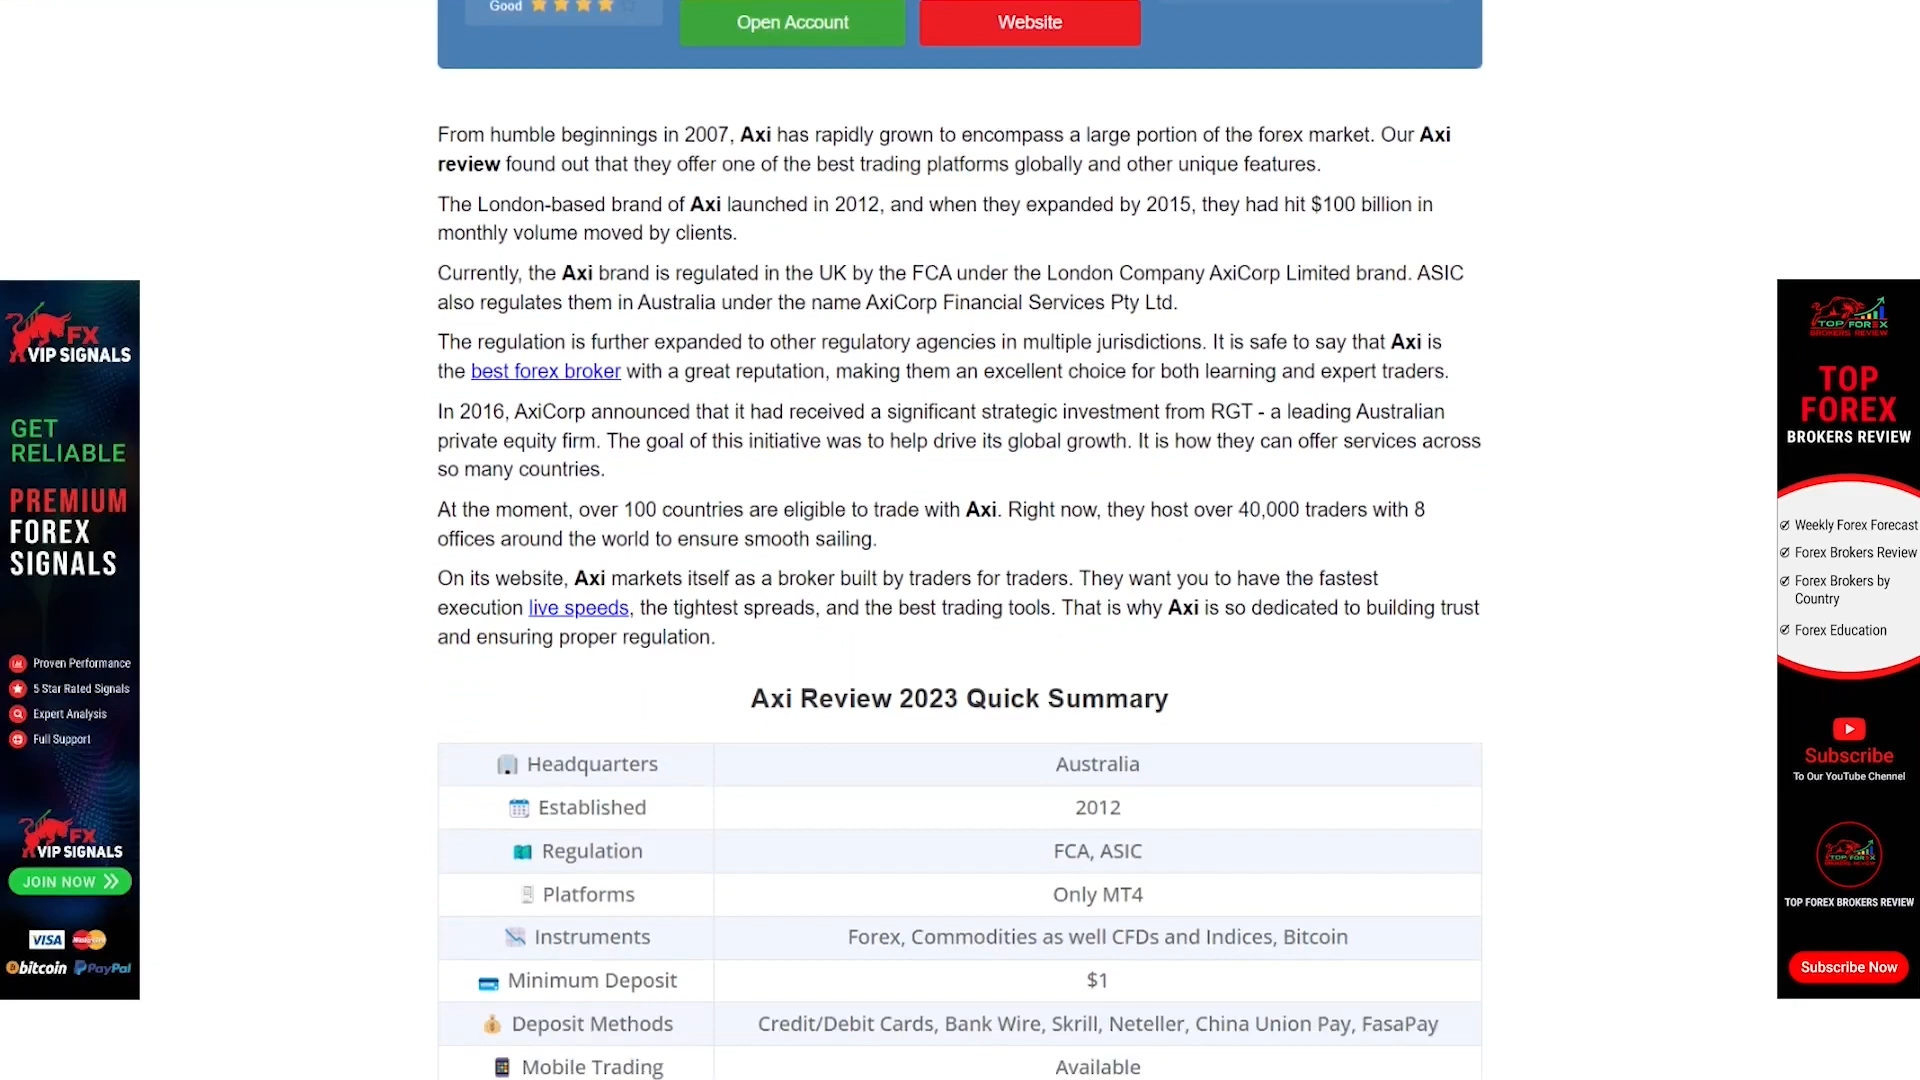 Good
Open Account
Website
From humble beginnings in 2007, Axi has rapidly grown to encompass a large portion of the forex market. Our Axi
review found out that they offer one of the best trading platforms globally and other unique features.
The London-based brand of Axi launched in 2012, and when they expanded by 2015, they had hit $100 billion in
monthly volume moved by clients.
Currently, the Axi brand is regulated in the UK by the FCA under the London Company AxiCorp Limited brand. ASIC
also regulates them in Australia under the name AxiCorp Financial Services Pty Ltd.
The regulation is further expanded to other regulatory agencies in multiple jurisdictions. It is safe to say that Axi is
the best forex broker with a great reputation, making them an excellent choice for both learning and expert traders.
In 2016, AxiCorp announced that it had received a significant strategic investment from RGT - a leading Australian
private equity firm. The goal of this initiative was to help drive its global growth. It is how they can offer services across
so many countries.
At the moment, over 100 countries are eligible to trade with Axi. Right now, they host over 40,000 traders with 8
offices around the world to ensure smooth sailing.
On its website, Axi markets itself as a broker built by traders for traders. They want you to have the fastest
execution live speeds, the tightest spreads, and the best trading tools. That is why Axi is so dedicated to building trust
and ensuring proper regulation.
Axi Review 2023 Quick Summary
Headquarters Australia
Established 2012
Regulation FCA, ASIC
Platforms Only MT4
Instruments Forex, Commodities as well CFDs and Indices, Bitcoin
Minimum Deposit $1
Deposit Methods Credit/Debit Cards, Bank Wire, Skrill, Neteller, China Union Pay, FasaPay
Mobile Trading Available
FX
VIP SIGNALS
GET
RELIABLE
PREMIUM
FOREX
SIGNALS
Proven Performance
5 Star Rated Signals
Expert Analysis
Full Support
FX
VIP SIGNALS
JOIN NOW
VISA MasterCard
bitcoin PayPal
TOP FOREX
BROKERS REVIEW
TOP
FOREX
BROKERS REVIEW
Weekly Forex Forecast
Forex Brokers Review
Forex Brokers by
Country
Forex Education
Subscribe
To Our YouTube Channel
TOP FOREX
BROKERS REVIEW
TOP FOREX BROKERS REVIEW
Subscribe Now